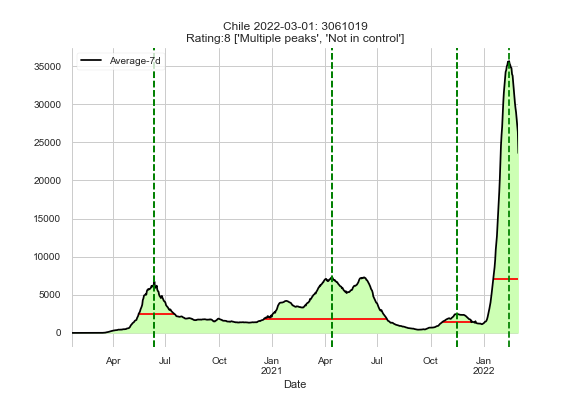 Chile 2022-03-01: 3061019
Rating:8 ['Multiple peaks', 'Not in control']
Average-7d
35000
30000
25000
20000
15000
10000
5000
0
Apr Jul Oct Jan Apr Jul Oct Jan
2021 2022
Date